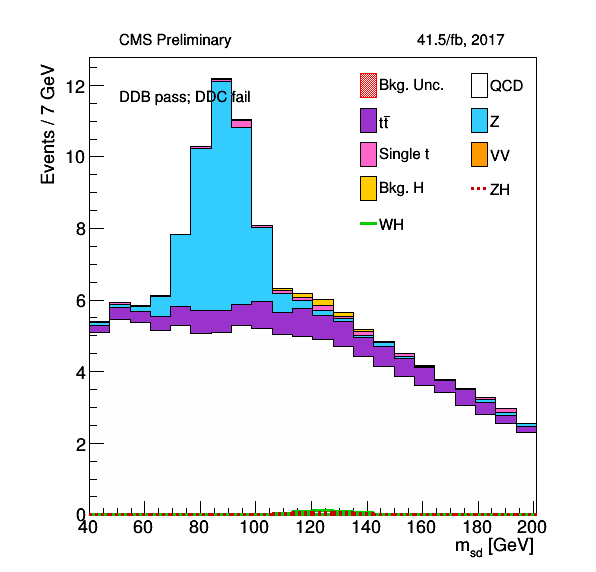 CMS Preliminary 41.5/fb, 2017
Events / 7 GeV
DDB pass; DDC fail
Bkg. Unc. QCD
tt̅ Z
Single t VV
Bkg. H ZH
WH
12
10
8
6
4
2
0
40 60 80 100 120 140 160 180 200
m_sd [GeV]